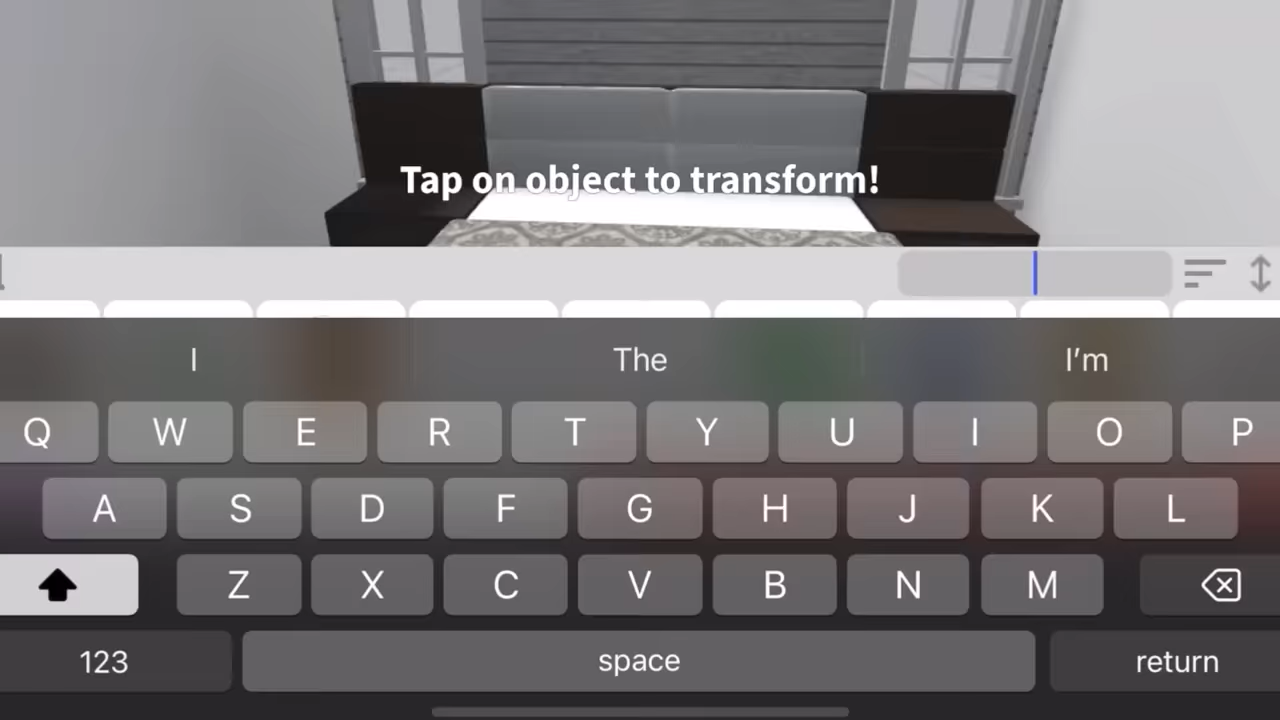 Tap on object to transform!
I The I’m
Q W E R T Y U I O P
A S D F G H J K L
Z X C V B N M
123 space return